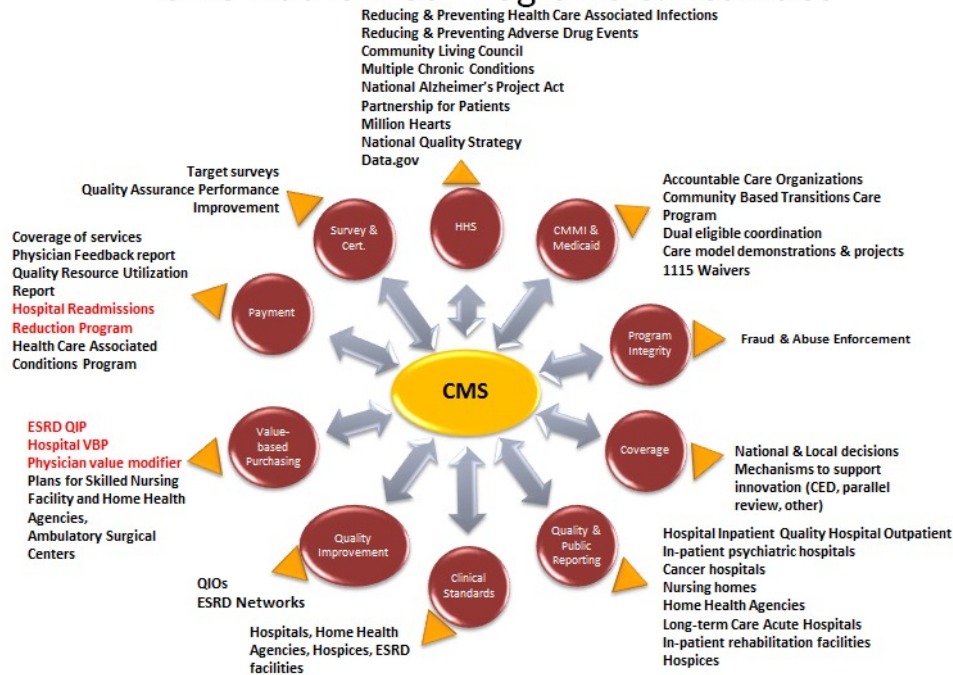 Reducing & Preventing Health Care Associated Infections
Reducing & Preventing Adverse Drug Events
Community Living Council
Multiple Chronic Conditions
National Alzheimer's Project Act
Partnership for Patients
Million Hearts
National Quality Strategy
Data.gov
Target surveys
Quality Assurance Performance
Improvement
Survey &
Cert.
HHS
CMMI &
Medicaid
Accountable Care Organizations
Community Based Transitions Care
Program
Dual eligible coordination
Care model demonstrations & projects
1115 Waivers
Coverage of services
Physician Feedback report
Quality Resource Utilization
Report
Hospital Readmissions
Reduction Program
Health Care Associated
Conditions Program
Payment
Program
Integrity
Fraud & Abuse Enforcement
CMS
ESRD QIP
Hospital VBP
Physician value modifier
Plans for Skilled Nursing
Facility and Home Health
Agencies,
Ambulatory Surgical
Centers
Value-
based
Purchasing
Coverage
National & Local decisions
Mechanisms to support
innovation (CED, parallel
review, other)
Quality
Improvement
QIOs
ESRD Networks
Clinical
Standards
Hospitals, Home Health
Agencies, Hospices, ESRD
facilities
Quality &
Public
Reporting
Hospital Inpatient Quality Hospital Outpatient
In-patient psychiatric hospitals
Cancer hospitals
Nursing homes
Home Health Agencies
Long-term Care Acute Hospitals
In-patient rehabilitation facilities
Hospices